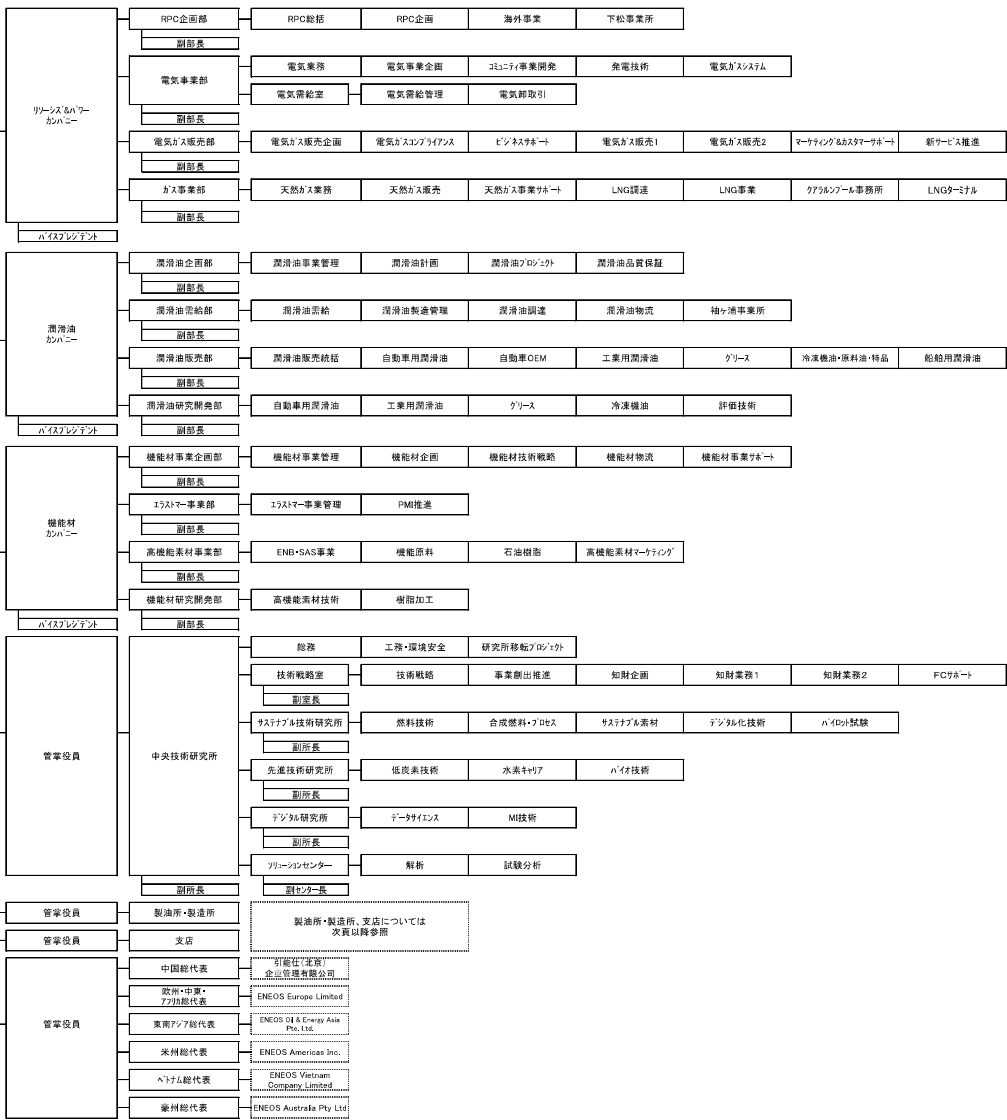 RPC企画部 RPC総括 RPC企画 海外事業 下松事業所
副部長
電気事業部 電気業務 電気事業企画 コミュニティ事業開発 発電技術 電気ガスシステム
電気需給室 電気需給管理 電気卸取引
副部長
リソーシズ&パワー
カンパニー
電気ガス販売部 電気ガス販売企画 電気ガスコンプライアンス ビジネスサポート 電気ガス販売1 電気ガス販売2 マーケティング&カスタマーサポート 新サービス推進
副部長
ガス事業部 天然ガス業務 天然ガス販売 天然ガス事業サポート LNG調達 LNG事業 クアラルンプール事務所 LNGターミナル
副部長
バイスプレジデント
潤滑油企画部 潤滑油事業管理 潤滑油計画 潤滑油プロジェクト 潤滑油品質保証
副部長
潤滑油需給部 潤滑油需給 潤滑油製造管理 潤滑油調達 潤滑油物流 袖ヶ浦事業所
副部長
潤滑油
カンパニー
潤滑油販売部 潤滑油販売統括 自動車用潤滑油 自動車OEM 工業用潤滑油 グリース 冷凍機油・原料油・特品 船舶用潤滑油
副部長
潤滑油研究開発部 自動車用潤滑油 工業用潤滑油 グリース 冷凍機油 評価技術
副部長
バイスプレジデント
機能材事業企画部 機能材事業管理 機能材企画 機能材技術戦略 機能材物流 機能材事業サポート
副部長
エラストマー事業部 エラストマー事業管理 PMI推進
副部長
機能材
カンパニー
高機能素材事業部 ENB・SAS事業 機能原料 石油樹脂 高機能素材マーケティング
副部長
機能材研究開発部 高機能素材技術 樹脂加工
副部長
バイスプレジデント
総務 工務・環境安全 研究所移転プロジェクト
技術戦略室 技術戦略 事業創出推進 知財企画 知財業務1 知財業務2 FCサポート
副室長
サステナブル技術研究所 燃料技術 合成燃料・プロセス サステナブル素材 デジタル化技術 パイロット試験
副所長
管掌役員 中央技術研究所
先進技術研究所 低炭素技術 水素キャリア バイオ技術
副所長
デジタル研究所 データサイエンス MI技術
副所長
ソリューションセンター 解析 試験分析
副所長 副センター長
管掌役員 製油所・製造所
製油所・製造所、支店については
次頁以降参照
管掌役員 支店
中国総代表 引能仕(北京)
企业管理有限公司
欧州・中東・
アフリカ総代表 ENEOS Europe Limited
管掌役員 東南アジア総代表 ENEOS Oil & Energy Asia
Pte. Ltd.
米州総代表 ENEOS Americas Inc.
ベトナム総代表 ENEOS Vietnam
Company Limited
豪州総代表 ENEOS Australia Pty Ltd